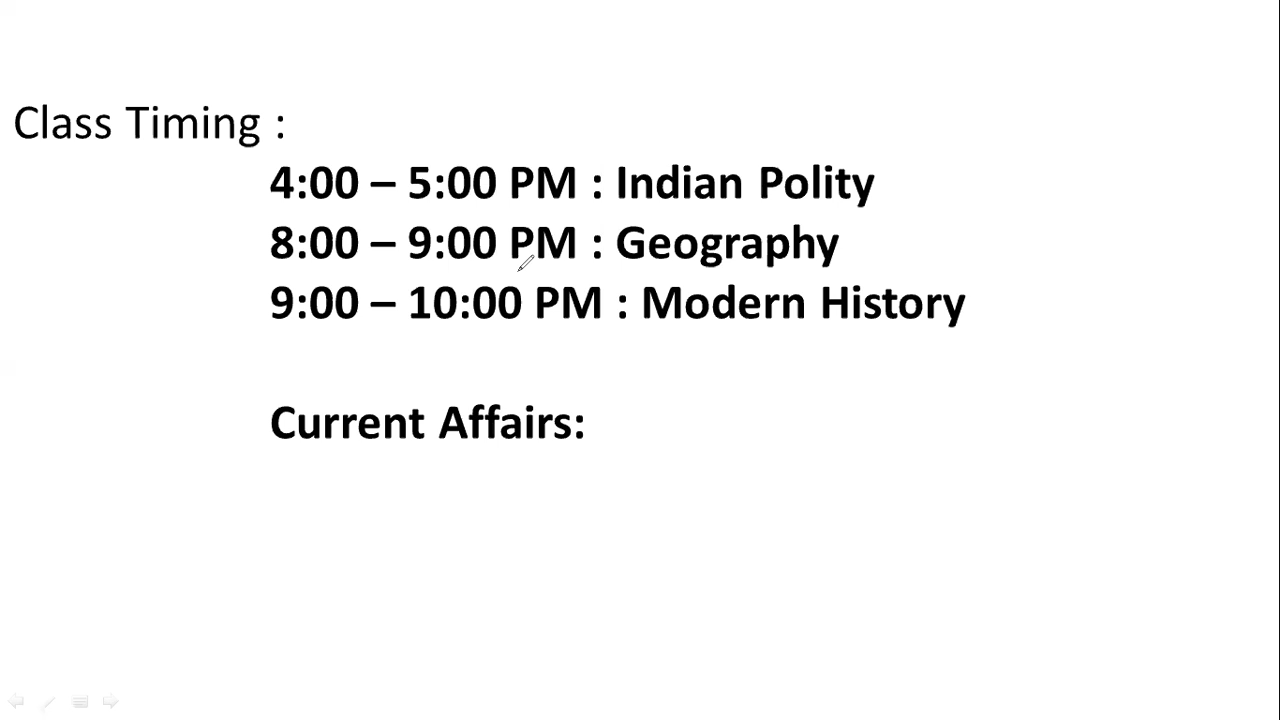 Class Timing :
4:00 – 5:00 PM : Indian Polity
8:00 – 9:00 PM : Geography
9:00 – 10:00 PM : Modern History
Current Affairs: